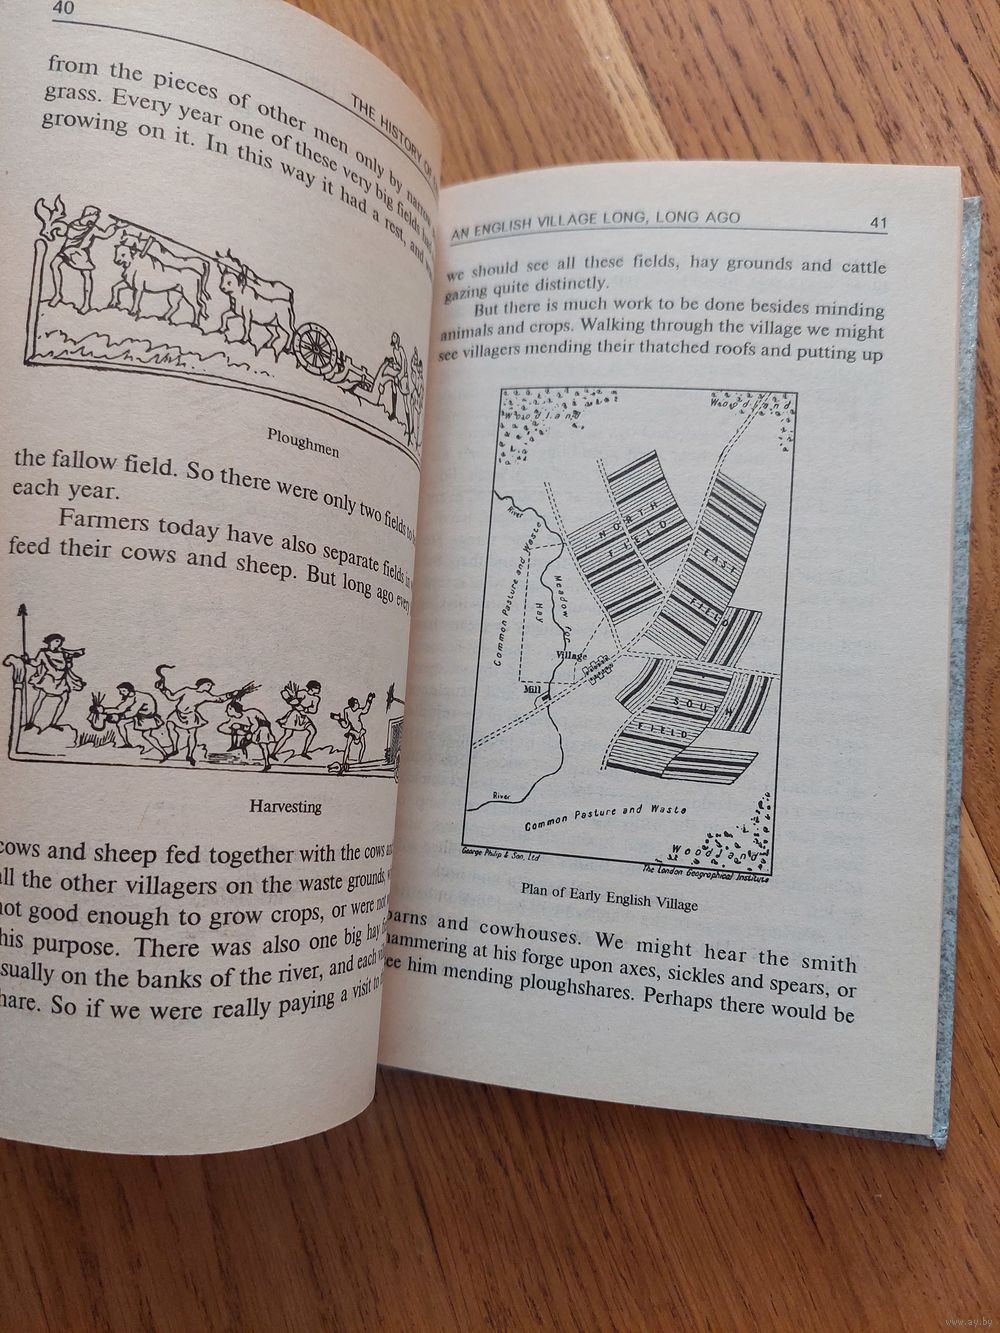 40
THE HISTORY OF
from the pieces of other men only by narrow
grass. Every year one of these very big fields had
growing on it. In this way it had a rest, and
Ploughmen
the fallow field. So there were only two fields to
each year.
Farmers today have also separate fields in
feed their cows and sheep. But long ago every
Harvesting
cows and sheep fed together with the cows
all the other villagers on the waste grounds,
not good enough to grow crops, or were not
this purpose. There was also one big hay
usually on the banks of the river, and each
share. So if we were really paying a visit to
AN ENGLISH VILLAGE LONG, LONG AGO 41
we should see all these fields, hay grounds and cattle
gazing quite distinctly.
But there is much work to be done besides minding
animals and crops. Walking through the village we might
see villagers mending their thatched roofs and putting up
Woodland
Woodland
River
NORTH
FIELD
EAST
FIELD
Common Pasture and Waste
Meadow for
Hay
Village
Mill
SOUTH
FIELD
River
Common Pasture and Waste
Woodland
George Philip & Son, Ltd
The London Geographical Institute
Plan of Early English Village
barns and cowhouses. We might hear the smith
hammering at his forge upon axes, sickles and spears, or
see him mending ploughshares. Perhaps there would be
www.ay.by